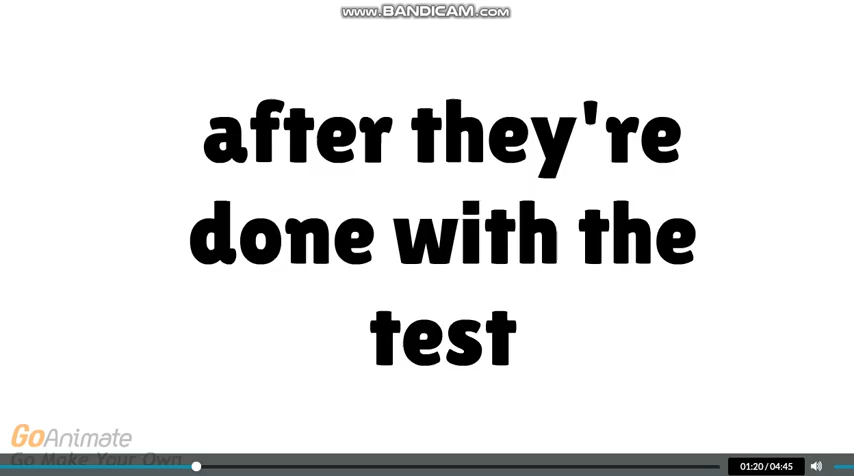 www.BANDICAM.com
after they're
done with the
test
GoAnimate
Go Make Your Own
01:20 / 04:45